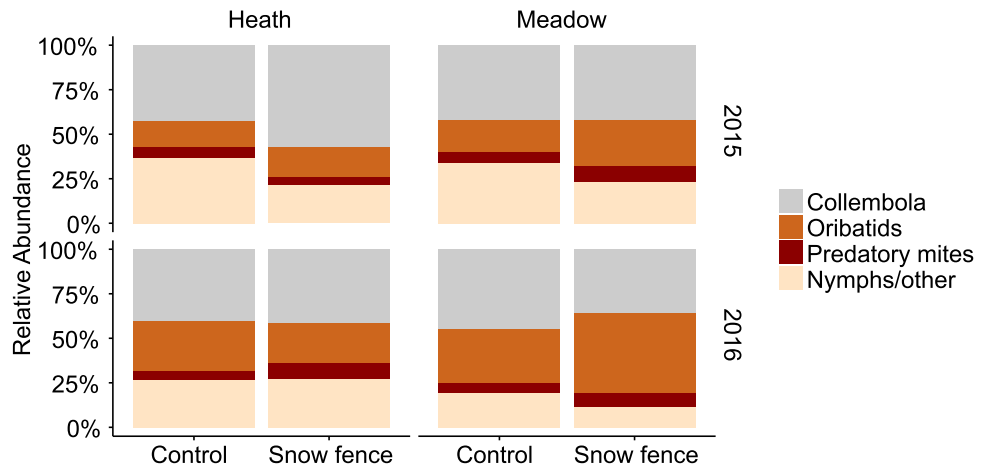 Heath Meadow
Relative Abundance
100%
75%
50%
25%
0%
2015
100%
75%
50%
25%
0%
2016
Control Snow fence Control Snow fence
Collembola
Oribatids
Predatory mites
Nymphs/other